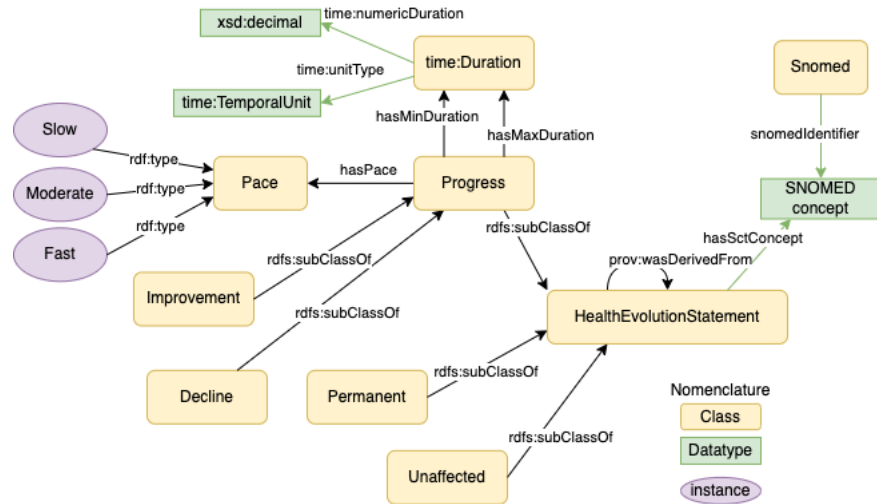 time:numericDuration
xsd:decimal
time:Duration
Snomed
time:unitType
time:TemporalUnit
hasMinDuration
hasMaxDuration
snomedIdentifier
Slow
rdf:type
hasPace
Moderate
rdf:type
Pace
Progress
SNOMED
concept
rdf:type
Fast
rdfs:subClassOf
hasSctConcept
rdfs:subClassOf
prov:wasDerivedFrom
Improvement
rdfs:subClassOf
HealthEvolutionStatement
rdfs:subClassOf
Decline
Permanent
Nomenclature
Class
rdfs:subClassOf
Datatype
Unaffected
instance